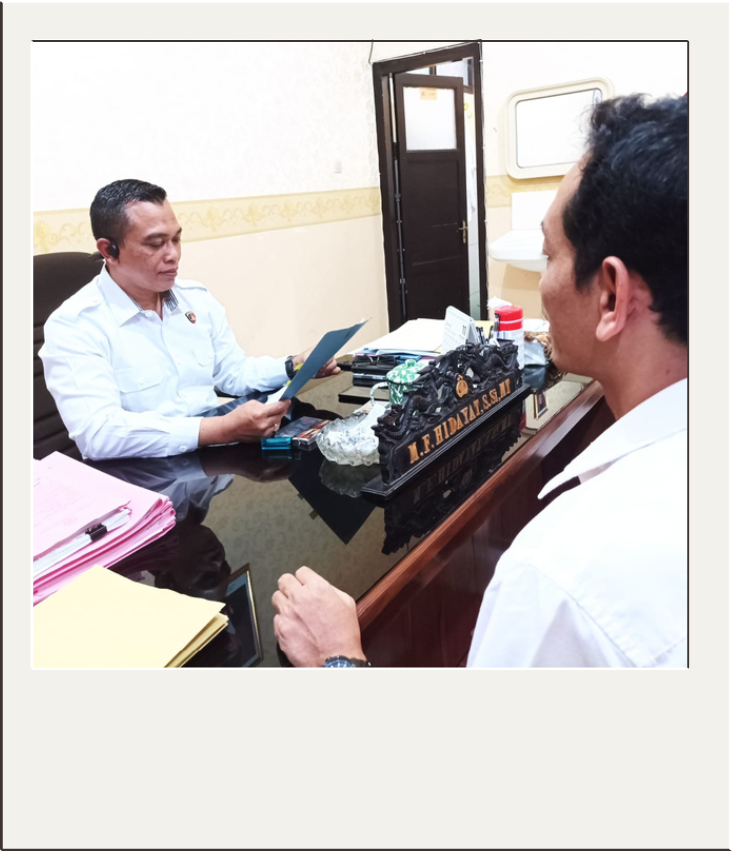 M. F. HIDAYAT, S.Si, MT